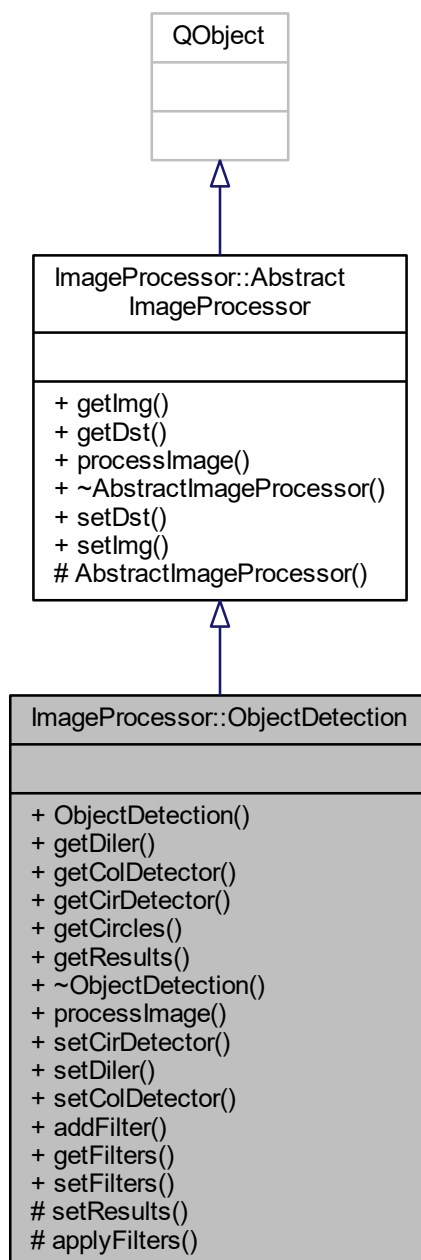 QObject
ImageProcessor::Abstract
ImageProcessor
+ getImg()
+ getDst()
+ processImage()
+ ~AbstractImageProcessor()
+ setDst()
+ setImg()
# AbstractImageProcessor()
ImageProcessor::ObjectDetection
+ ObjectDetection()
+ getDiler()
+ getColDetector()
+ getCirDetector()
+ getCircles()
+ getResults()
+ ~ObjectDetection()
+ processImage()
+ setCirDetector()
+ setDiler()
+ setColDetector()
+ addFilter()
+ getFilters()
+ setFilters()
# setResults()
# applyFilters()